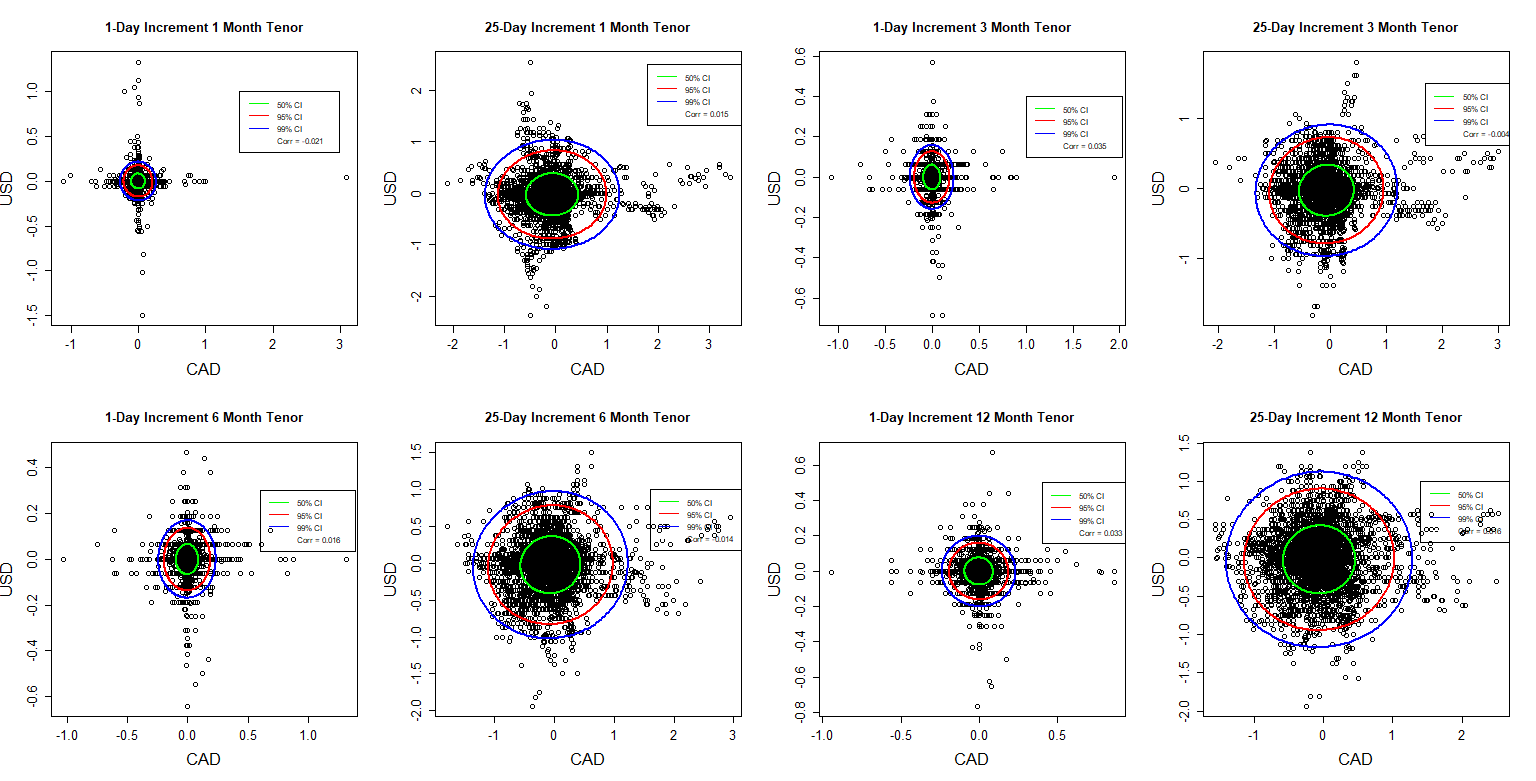 1-Day Increment 1 Month Tenor
USD
1.0
0.5
0.0
-0.5
-1.0
-1.5
50% CI
95% CI
99% CI
Corr = -0.021
-1
0
1
2
3
CAD
25-Day Increment 1 Month Tenor
USD
2
1
0
-1
-2
50% CI
95% CI
99% CI
Corr = 0.015
-2
-1
0
1
2
3
CAD
1-Day Increment 3 Month Tenor
USD
0.6
0.4
0.2
0.0
-0.2
-0.4
-0.6
50% CI
95% CI
99% CI
Corr = 0.035
-1.0
0.0
0.5
1.0
1.5
2.0
CAD
25-Day Increment 3 Month Tenor
USD
1
0
-1
50% CI
95% CI
99% CI
Corr = -0.004
-2
-1
0
1
2
3
CAD
1-Day Increment 6 Month Tenor
USD
0.4
0.2
0.0
-0.2
-0.4
-0.6
50% CI
95% CI
99% CI
Corr = 0.016
-1.0
-0.5
0.0
0.5
1.0
CAD
25-Day Increment 6 Month Tenor
USD
1.5
1.0
0.5
0.0
-0.5
-1.0
-1.5
-2.0
50% CI
95% CI
99% CI
Corr = 0.014
-1
0
1
2
3
CAD
1-Day Increment 12 Month Tenor
USD
0.6
0.4
0.2
0.0
-0.2
-0.4
-0.6
-0.8
50% CI
95% CI
99% CI
Corr = 0.033
-1.0
-0.5
0.0
0.5
CAD
25-Day Increment 12 Month Tenor
USD
1.5
1.0
0.5
0.0
-0.5
-1.0
-1.5
-2.0
50% CI
95% CI
99% CI
Corr =
-1
0
1
2
CAD